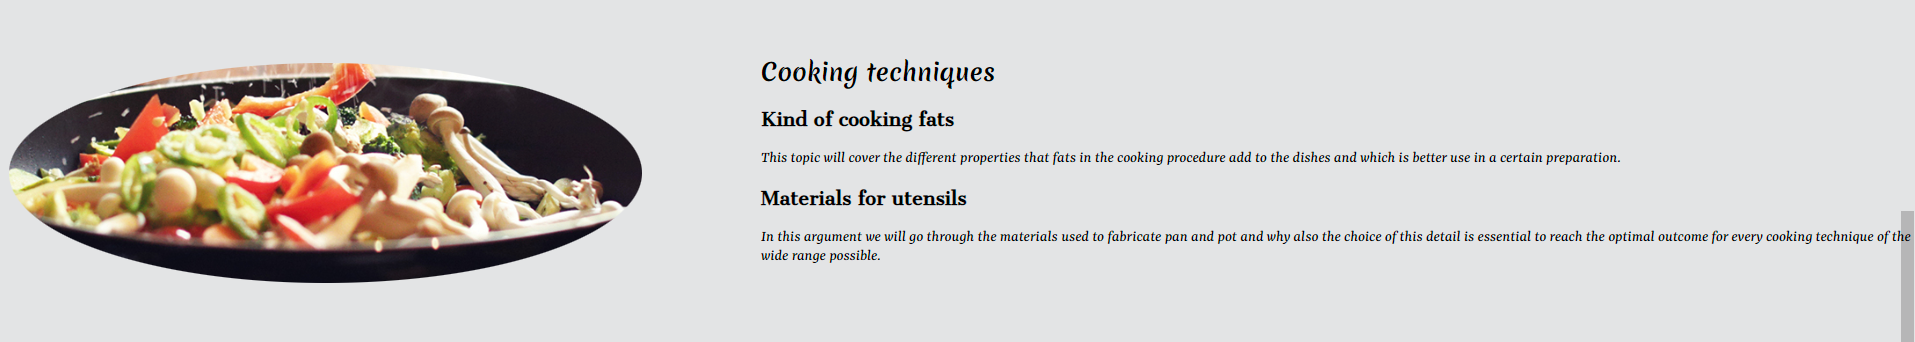 Cooking techniques
Kind of cooking fats
This topic will cover the different properties that fats in the cooking procedure add to the dishes and which is better use in a certain preparation.
Materials for utensils
In this argument we will go through the materials used to fabricate pan and pot and why also the choice of this detail is essential to reach the optimal outcome for every cooking technique of the
wide range possible.